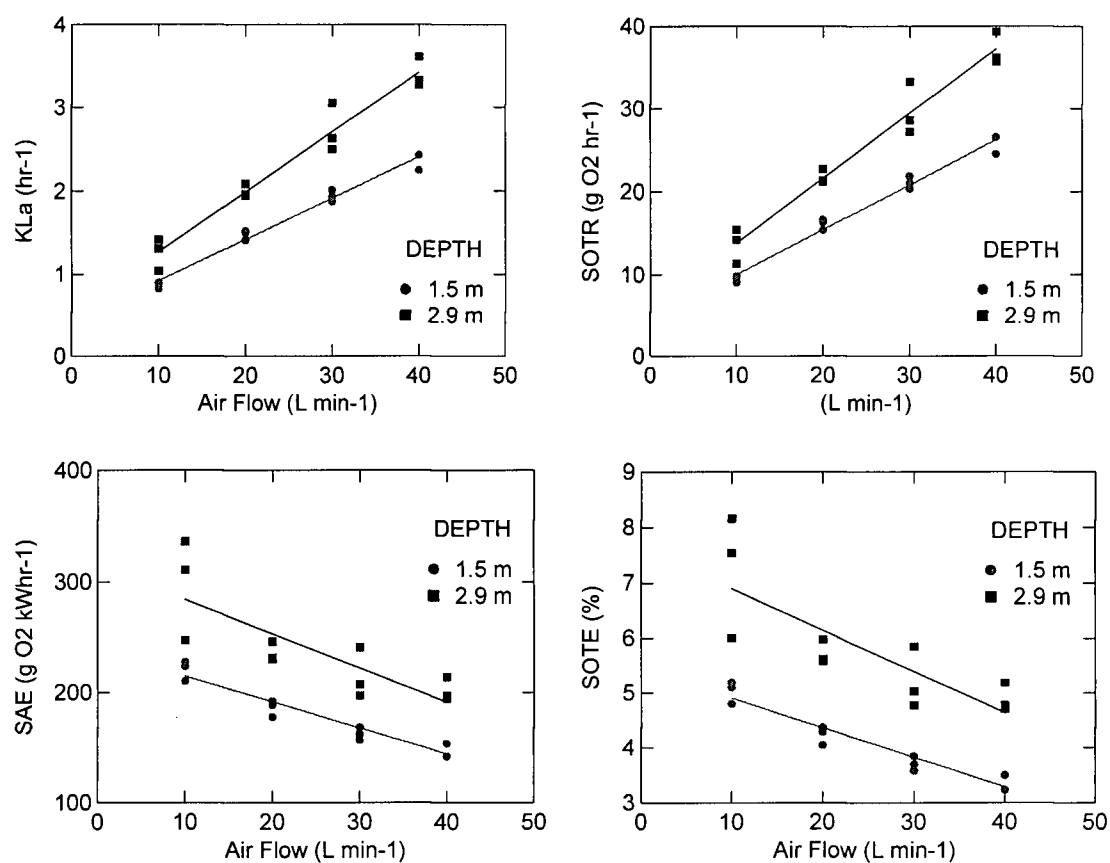 4
3
2
1
0
KLa (hr-1)
DEPTH
1.5 m
2.9 m
0 10 20 30 40 50
Air Flow (L min-1)
40
30
20
10
0
SOTR (g O2 hr-1)
DEPTH
1.5 m
2.9 m
0 10 20 30 40 50
(L min-1)
400
300
200
100
SAE (g O2 kWhr-1)
DEPTH
1.5 m
2.9 m
0 10 20 30 40 50
Air Flow (L min-1)
9
8
7
6
5
4
3
SOTE (%)
DEPTH
1.5 m
2.9 m
0 10 20 30 40 50
Air Flow (L min-1)